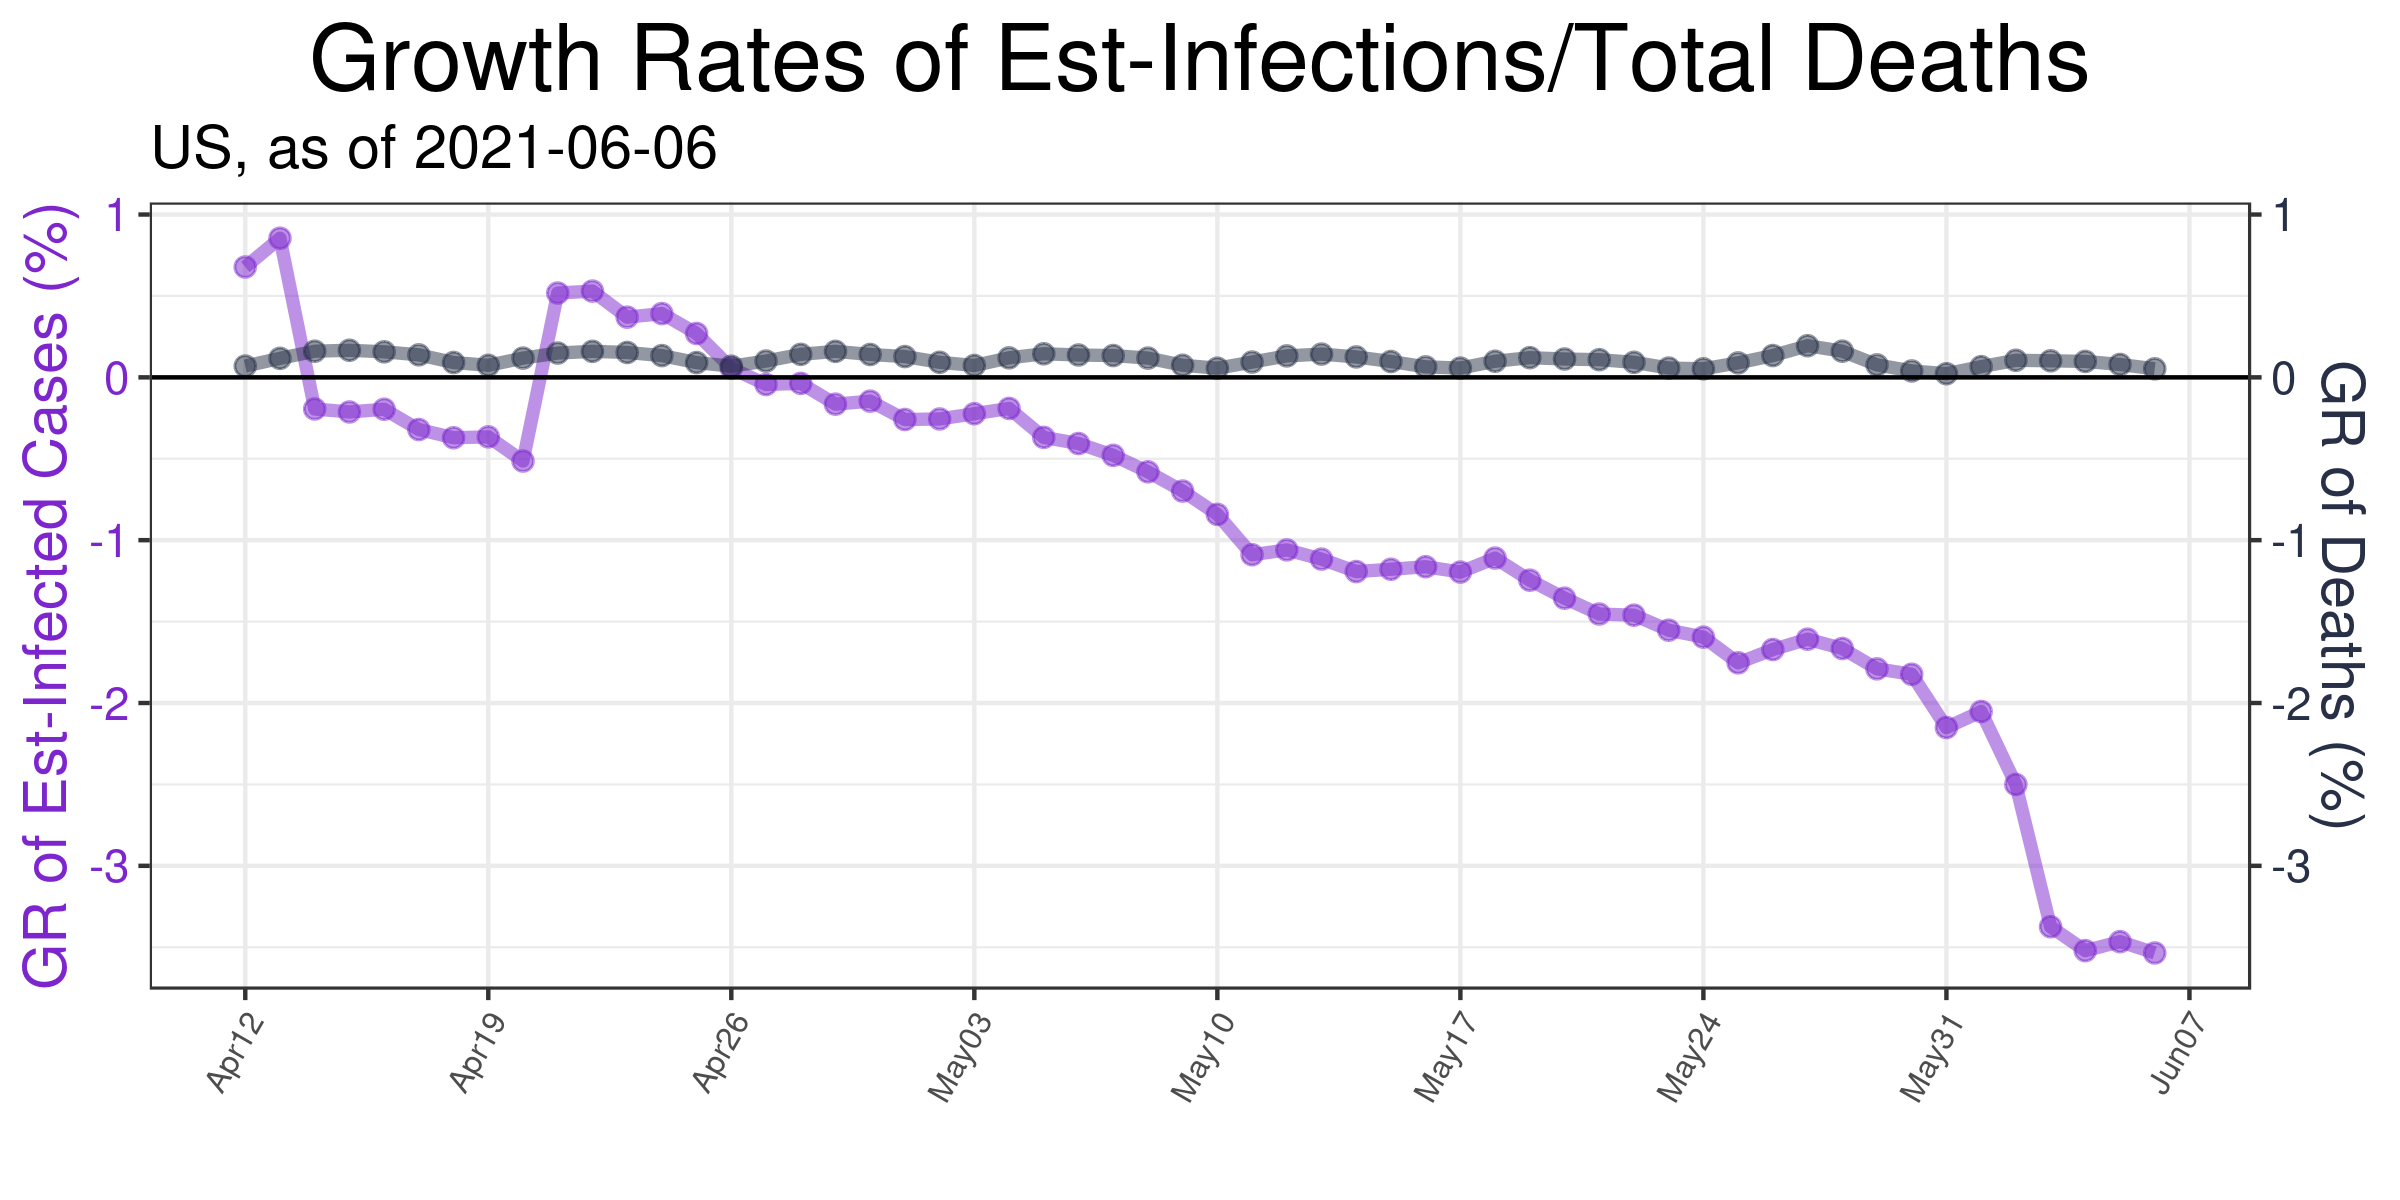 Growth Rates of Est-Infections/Total Deaths
US, as of 2021-06-06
GR of Est-Infected Cases (%)
1
0
-1
-2
-3
1
0
-1
-2
-3
GR of Deaths (%)
Apr12
Apr19
Apr26
May03
May10
May17
May24
May31
Jun07